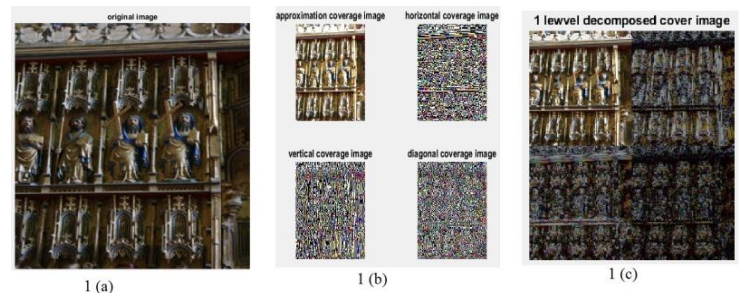 original image
1 (a)
approximation coverage image
horizontal coverage image
vertical coverage image
diagonal coverage image
1 (b)
1 lewvel decomposed cover image
1 (c)